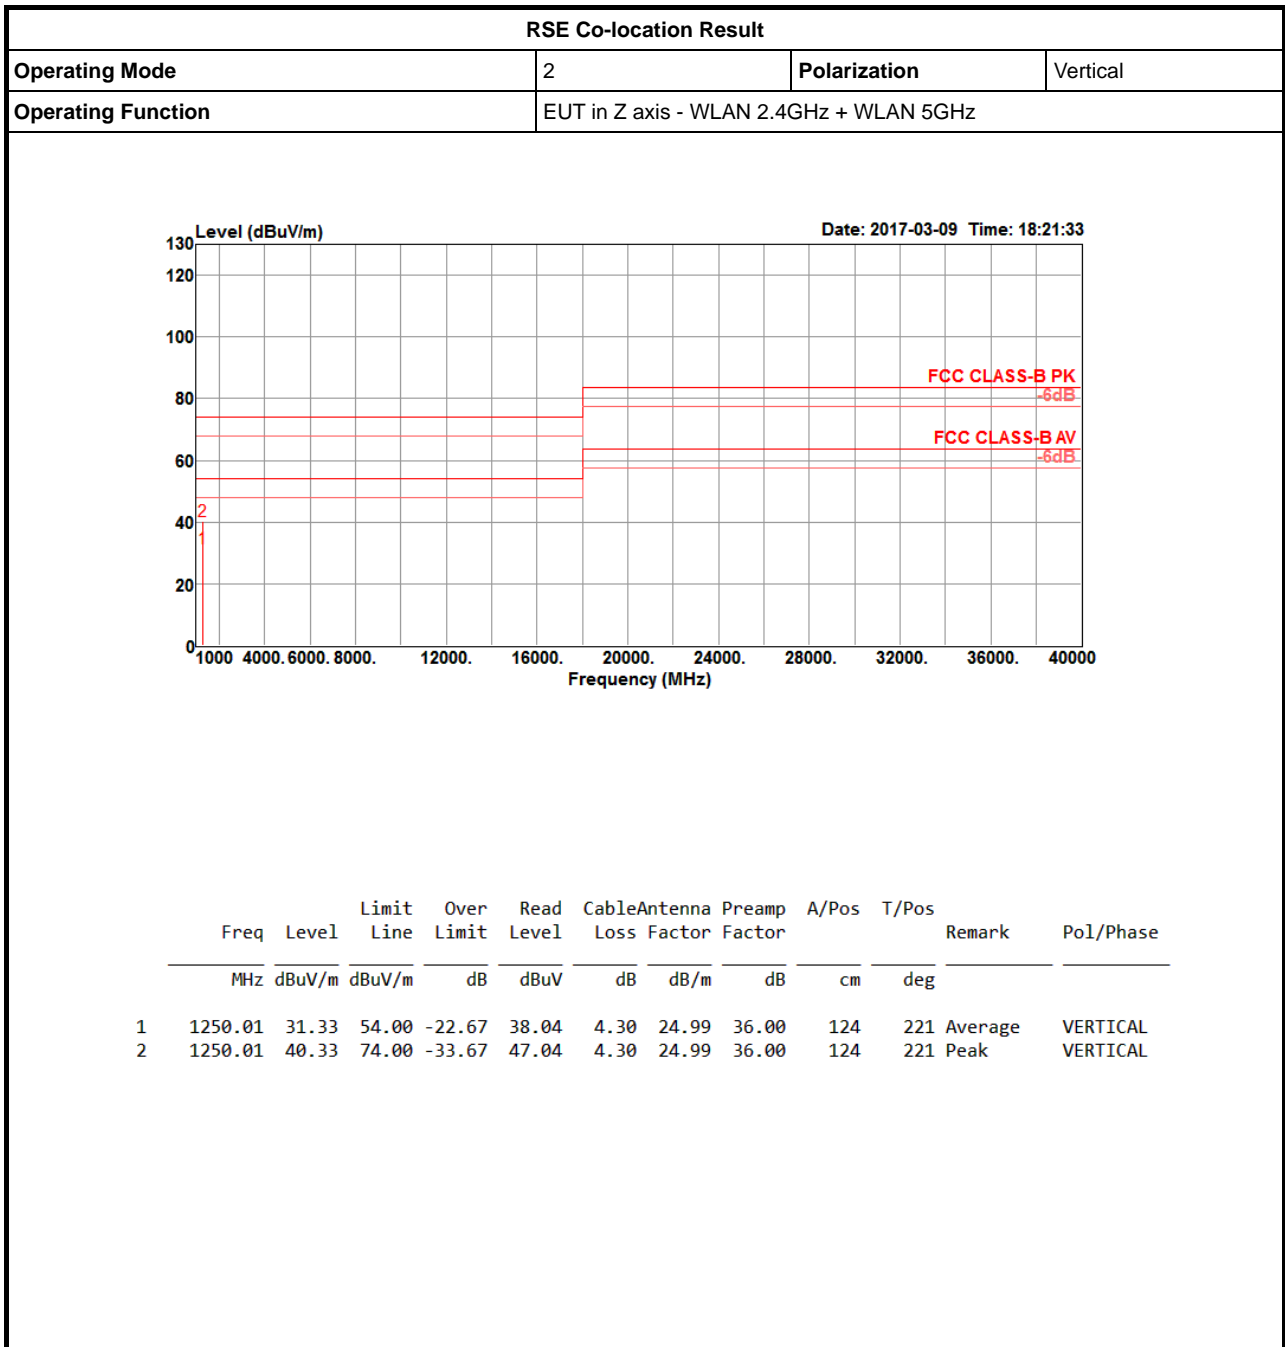 RSE Co-location Result
Operating Mode 2 Polarization Vertical
Operating Function EUT in Z axis - WLAN 2.4GHz + WLAN 5GHz
Level (dBuV/m) Date: 2017-03-09 Time: 18:21:33
130
120
100
FCC CLASS-B PK
80 -6dB
FCC CLASS-B AV
60 -6dB
2
40
1
20
0
1000 4000. 6000. 8000. 12000. 16000. 20000. 24000. 28000. 32000. 36000. 40000
Frequency (MHz)
Limit Over Read CableAntenna Preamp A/Pos T/Pos
Freq Level Line Limit Level Loss Factor Factor Remark Pol/Phase
MHz dBuV/m dBuV/m dB dBuV dB dB/m dB cm deg
1 1250.01 31.33 54.00 -22.67 38.04 4.30 24.99 36.00 124 221 Average VERTICAL
2 1250.01 40.33 74.00 -33.67 47.04 4.30 24.99 36.00 124 221 Peak VERTICAL